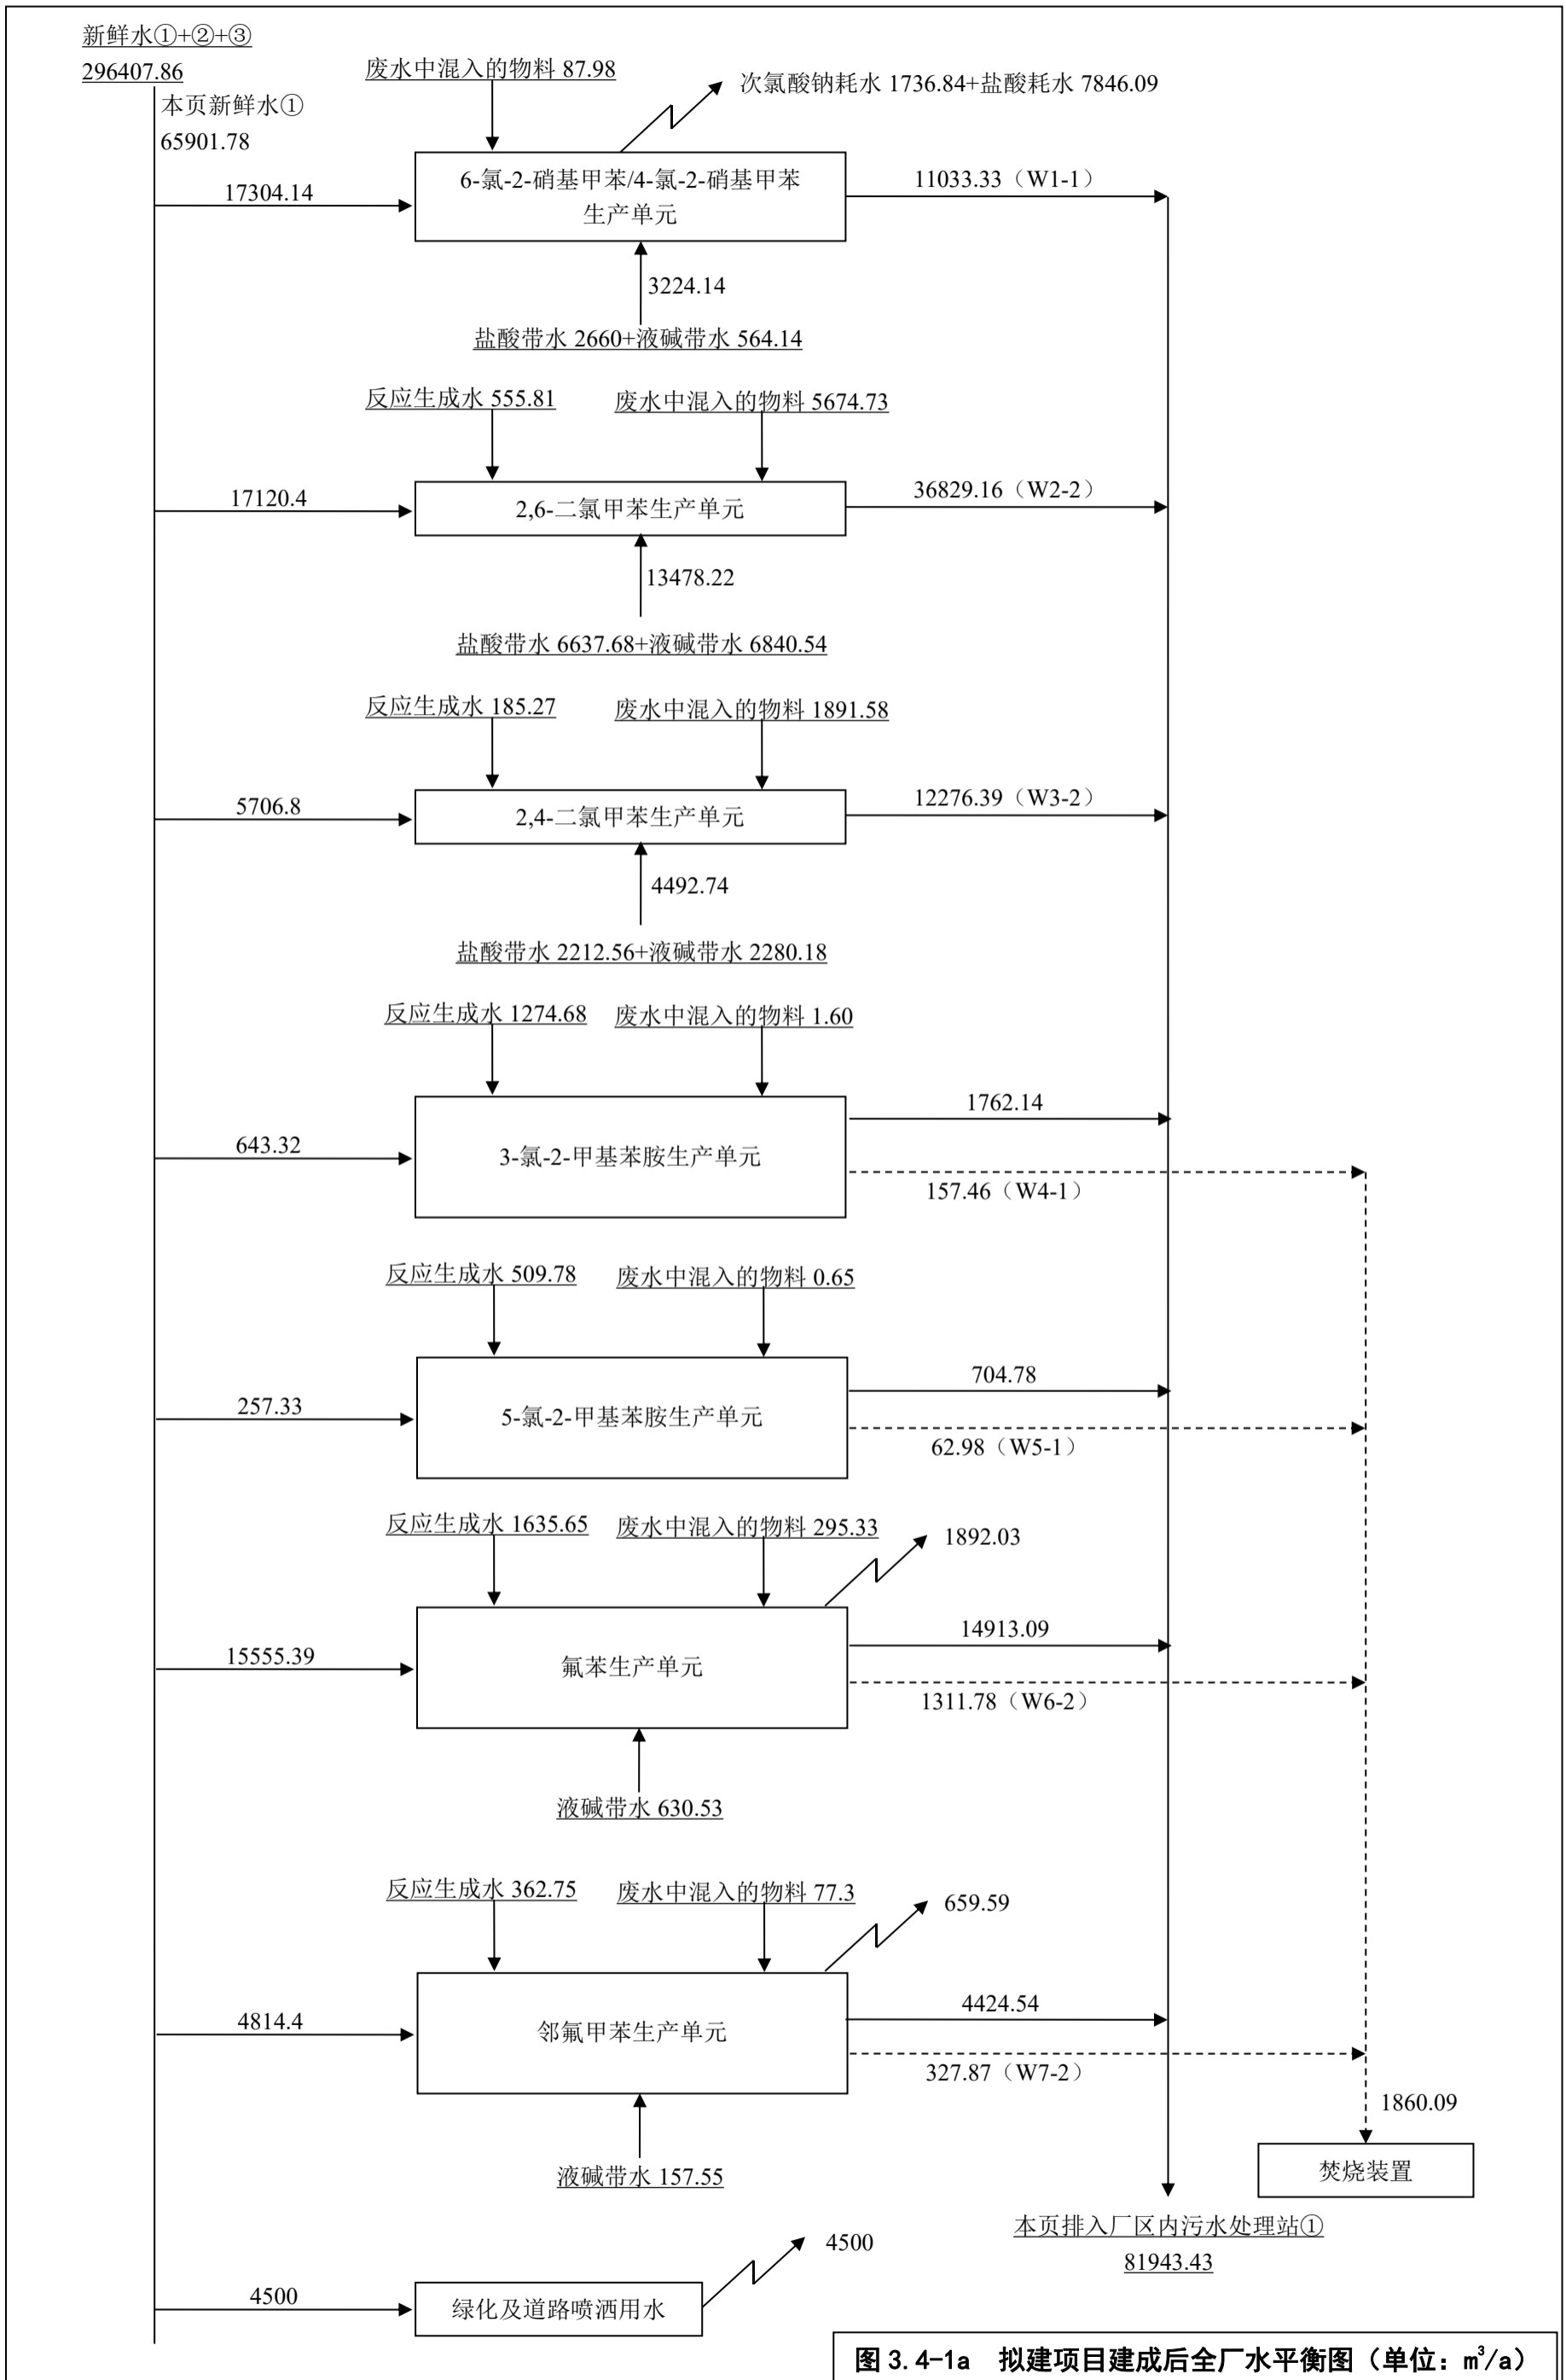 新鲜水①+②+③
296407.86
本页新鲜水①
65901.78
废水中混入的物料 87.98
次氯酸钠耗水 1736.84+盐酸耗水 7846.09
17304.14
6-氯-2-硝基甲苯/4-氯-2-硝基甲苯
生产单元
11033.33（W1-1）
3224.14
盐酸带水 2660+液碱带水 564.14
反应生成水 555.81
废水中混入的物料 5674.73
17120.4
2,6-二氯甲苯生产单元
36829.16（W2-2）
13478.22
盐酸带水 6637.68+液碱带水 6840.54
反应生成水 185.27
废水中混入的物料 1891.58
5706.8
2,4-二氯甲苯生产单元
12276.39（W3-2）
4492.74
盐酸带水 2212.56+液碱带水 2280.18
反应生成水 1274.68
废水中混入的物料 1.60
643.32
3-氯-2-甲基苯胺生产单元
1762.14
157.46（W4-1）
反应生成水 509.78
废水中混入的物料 0.65
257.33
5-氯-2-甲基苯胺生产单元
704.78
62.98（W5-1）
反应生成水 1635.65
废水中混入的物料 295.33
1892.03
15555.39
氟苯生产单元
14913.09
1311.78（W6-2）
液碱带水 630.53
反应生成水 362.75
废水中混入的物料 77.3
659.59
4814.4
邻氟甲苯生产单元
4424.54
327.87（W7-2）
液碱带水 157.55
1860.09
焚烧装置
本页排入厂区内污水处理站①
81943.43
4500
绿化及道路喷洒用水
4500
图 3.4-1a 拟建项目建成后全厂水平衡图（单位：m³/a）